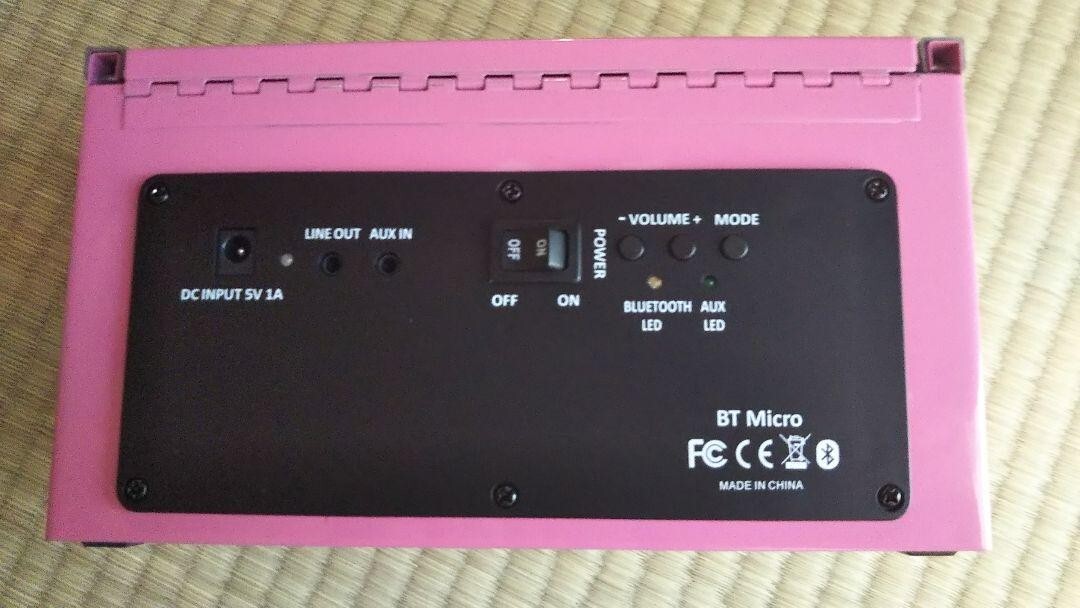 LINE OUT AUX IN
DC INPUT 5V 1A
OFF
ON
POWER
OFF ON
- VOLUME + MODE
BLUETOOTH AUX
LED LED
BT Micro
FC CE
MADE IN CHINA